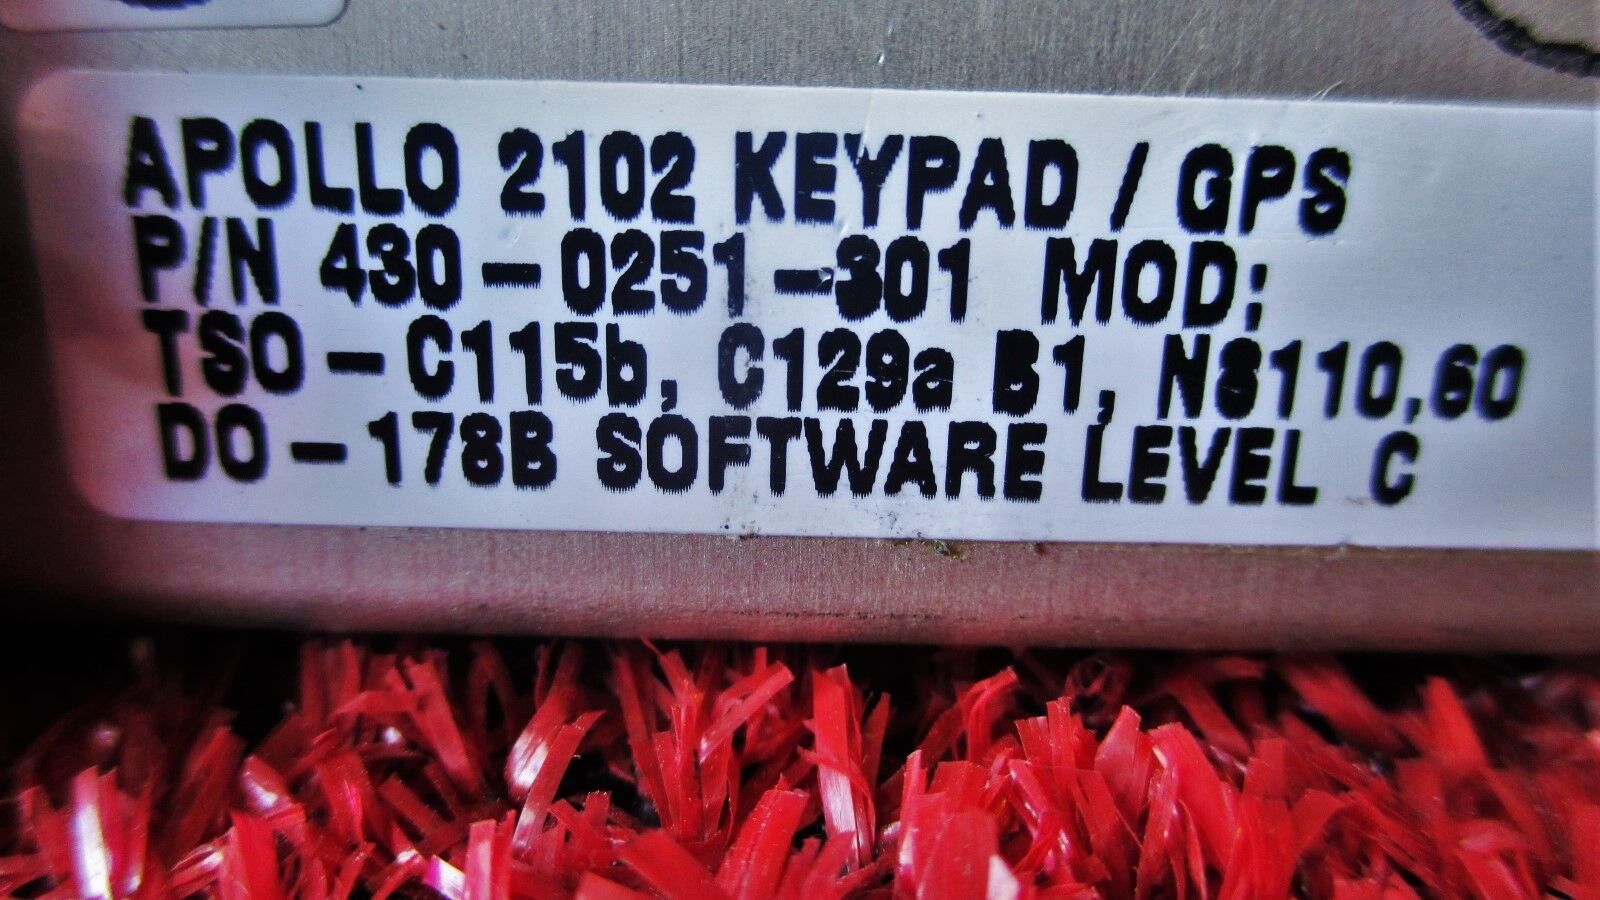 APOLLO 2102 KEYPAD / GPS
P/N 430-0251-301 MOD:
TSO-C115b, C129a B1, N8110,60
DO-178B SOFTWARE LEVEL C